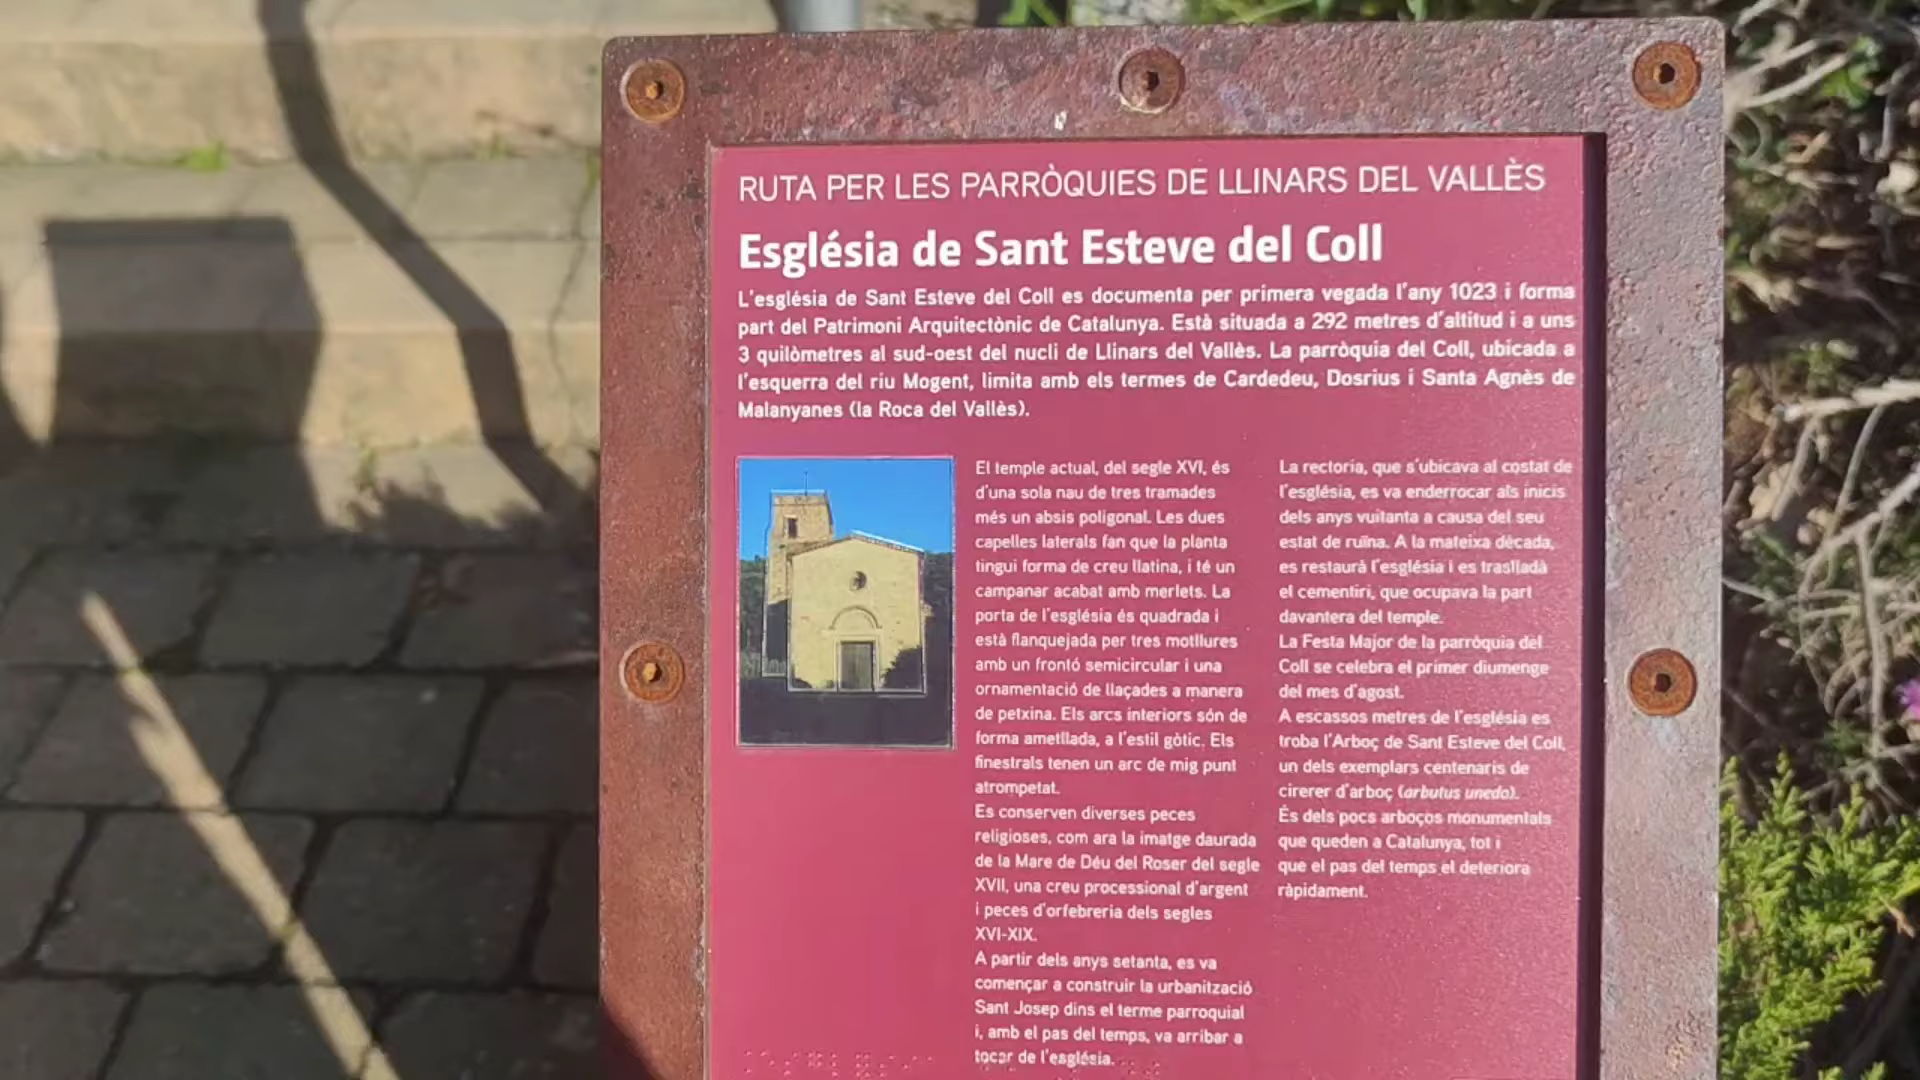 RUTA PER LES PARRÒQUIES DE LLINARS DEL VALLÈS
Església de Sant Esteve del Coll
L'església de Sant Esteve del Coll es documenta per primera vegada l'any 1023 i forma
part del Patrimoni Arquitectònic de Catalunya. Està situada a 292 metres d'altitud i a uns
3 quilòmetres al sud-oest del nucli de Llinars del Vallès. La parròquia del Coll, ubicada a
l'esquerra del riu Mogent, limita amb els termes de Cardedeu, Dosrius i Santa Agnès de
Malanyanes (la Roca del Vallès).
El temple actual, del segle XVI, és
d'una sola nau de tres tramades
més un absis poligonal. Les dues
capelles laterals fan que la planta
tingui forma de creu llatina, i té un
campanar acabat amb merlets. La
porta de l'església és quadrada i
està flanquejada per tres motllures
amb un frontó semicircular i una
ornamentació de llaçades a manera
de petxina. Els arcs interiors són de
forma ametllada, a l'estil gòtic. Els
finestrals tenen un arc de mig punt
atrompetat.
Es conserven diverses peces
religioses, com ara la imatge daurada
de la Mare de Déu del Roser del segle
XVII, una creu processional d'argent
i peces d'orfebreria dels segles
XVI-XIX.
A partir dels anys setanta, es va
començar a construir la urbanització
Sant Josep dins el terme parroquial
i, amb el pas del temps, va arribar a
tocar de l'església.
La rectoria, que s'ubicava al costat de
l'església, es va enderrocar als inicis
dels anys vuitanta a causa del seu
estat de ruïna. A la mateixa dècada,
es restaurà l'església i es traslladà
el cementiri, que ocupava la part
davantera del temple.
La Festa Major de la parròquia del
Coll se celebra el primer diumenge
del mes d'agost.
A escassos metres de l'església es
troba l'Arboç de Sant Esteve del Coll,
un dels exemplars centenaris de
cirerer d'arboç (arbutus unedo).
És dels pocs arboços monumentals
que queden a Catalunya, tot i
que el pas del temps el deteriora
ràpidament.